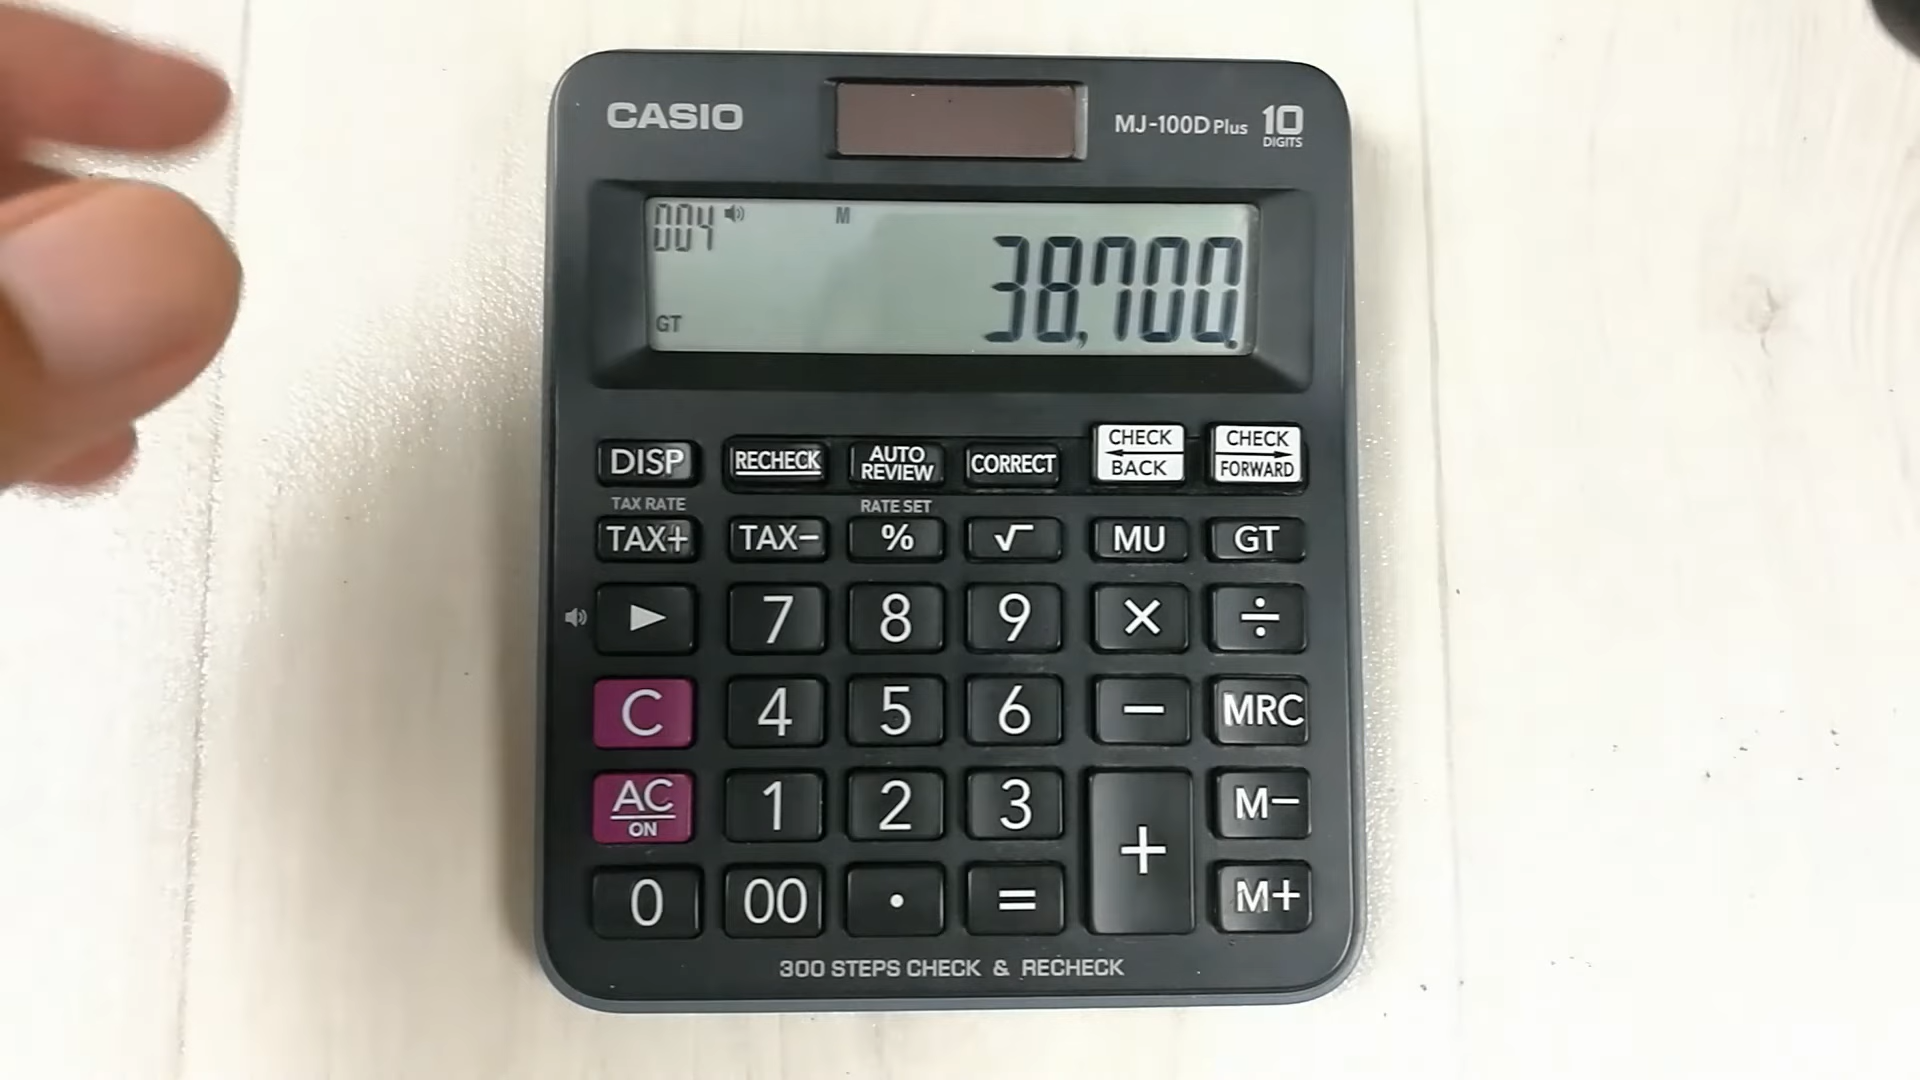 CASIO MJ-100D Plus 10
DIGITS
004 M
38,700.
GT
DISP RECHECK AUTO REVIEW CORRECT CHECK BACK CHECK FORWARD
TAX RATE RATE SET
TAX+ TAX− % √ MU GT
▶ 7 8 9 × ÷
C 4 5 6 − MRC
AC ON 1 2 3 + M−
0 00 . = M+
300 STEPS CHECK & RECHECK